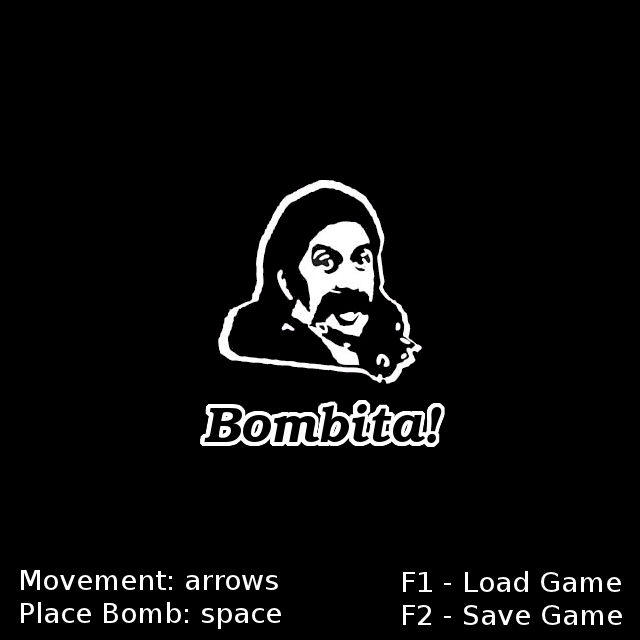 Bombita!
Movement: arrows
Place Bomb: space
F1 - Load Game
F2 - Save Game